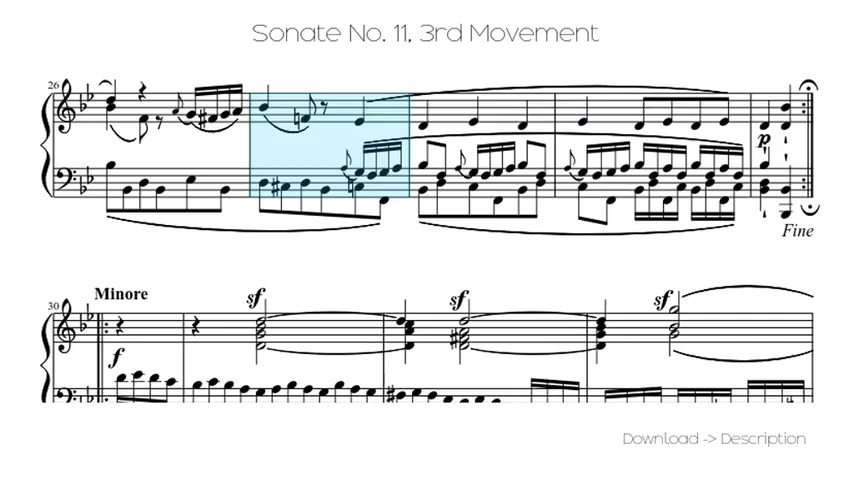 Sonate No. 11, 3rd Movement
26
p
Fine
30
Minore
sf
sf
sf
f
Download -> Description